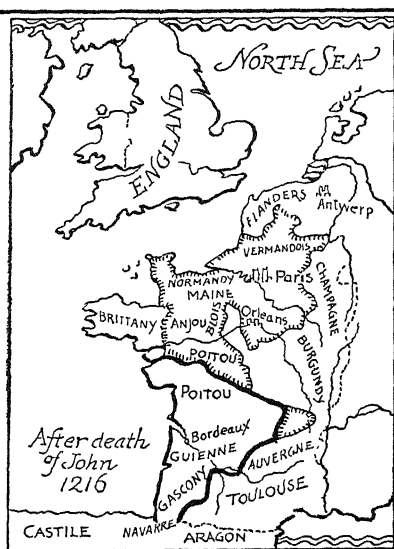 NORTH SEA
ENGLAND
FLANDERS
Antwerp
VERMANDOIS
NORMANDY
Paris
CHAMPAGNE
MAINE
BRITTANY
ANJOU
BLOIS
Orleans
BURGUNDY
POITOU
POITOU
Bordeaux
GUIENNE
AUVERGNE
GASCONY
TOULOUSE
After death
of John
1216
CASTILE
NAVARRE
ARAGON